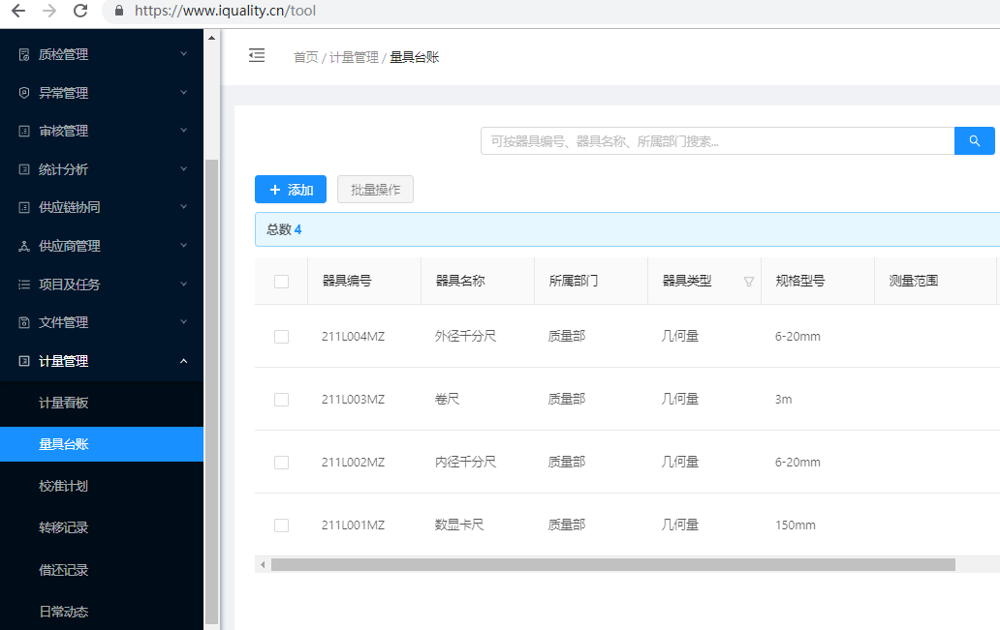 https://www.iquality.cn/tool
质检管理
异常管理
审核管理
统计分析
供应链协同
供应商管理
项目及任务
文件管理
计量管理
计量看板
量具台账
校准计划
转移记录
借还记录
日常动态
首页 / 计量管理 / 量具台账
可按器具编号、器具名称、所属部门搜索...
添加 批量操作
总数 4
器具编号 器具名称 所属部门 器具类型 规格型号 测量范围
211L004MZ 外径千分尺 质量部 几何量 6-20mm
211L003MZ 卷尺 质量部 几何量 3m
211L002MZ 内径千分尺 质量部 几何量 6-20mm
211L001MZ 数显卡尺 质量部 几何量 150mm